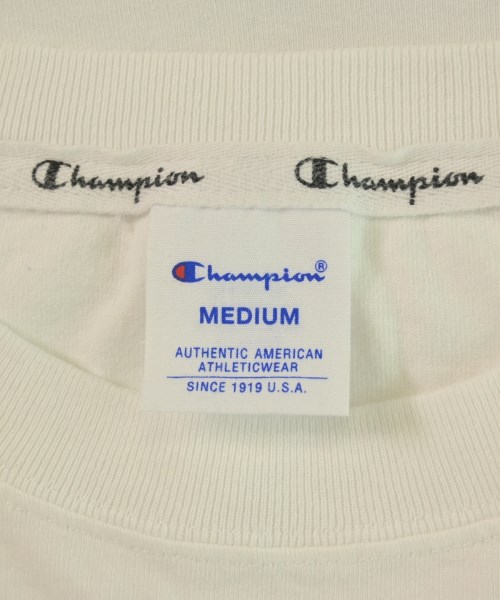 Champion Champion
Champion®
MEDIUM
AUTHENTIC AMERICAN
ATHLETICWEAR
SINCE 1919 U.S.A.